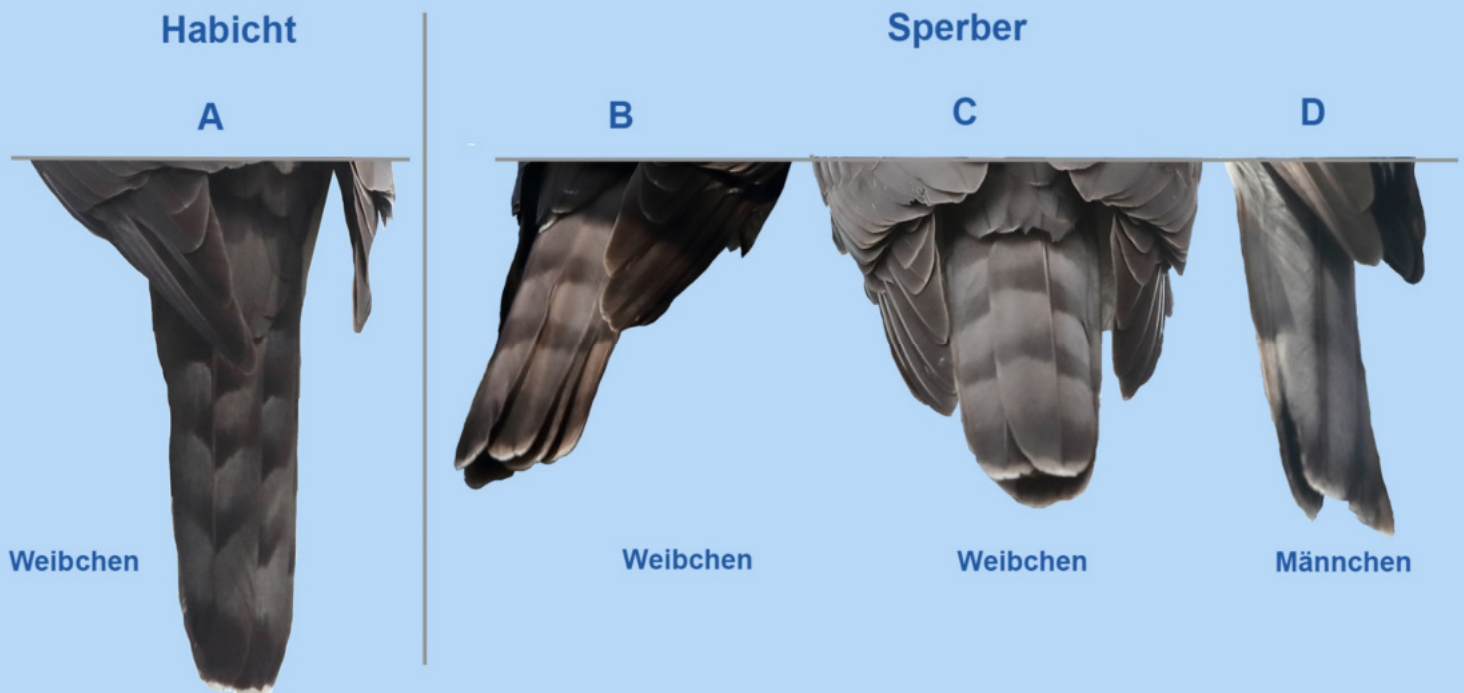 Habicht
Sperber
A
B
C
D
Weibchen
Weibchen
Weibchen
Männchen